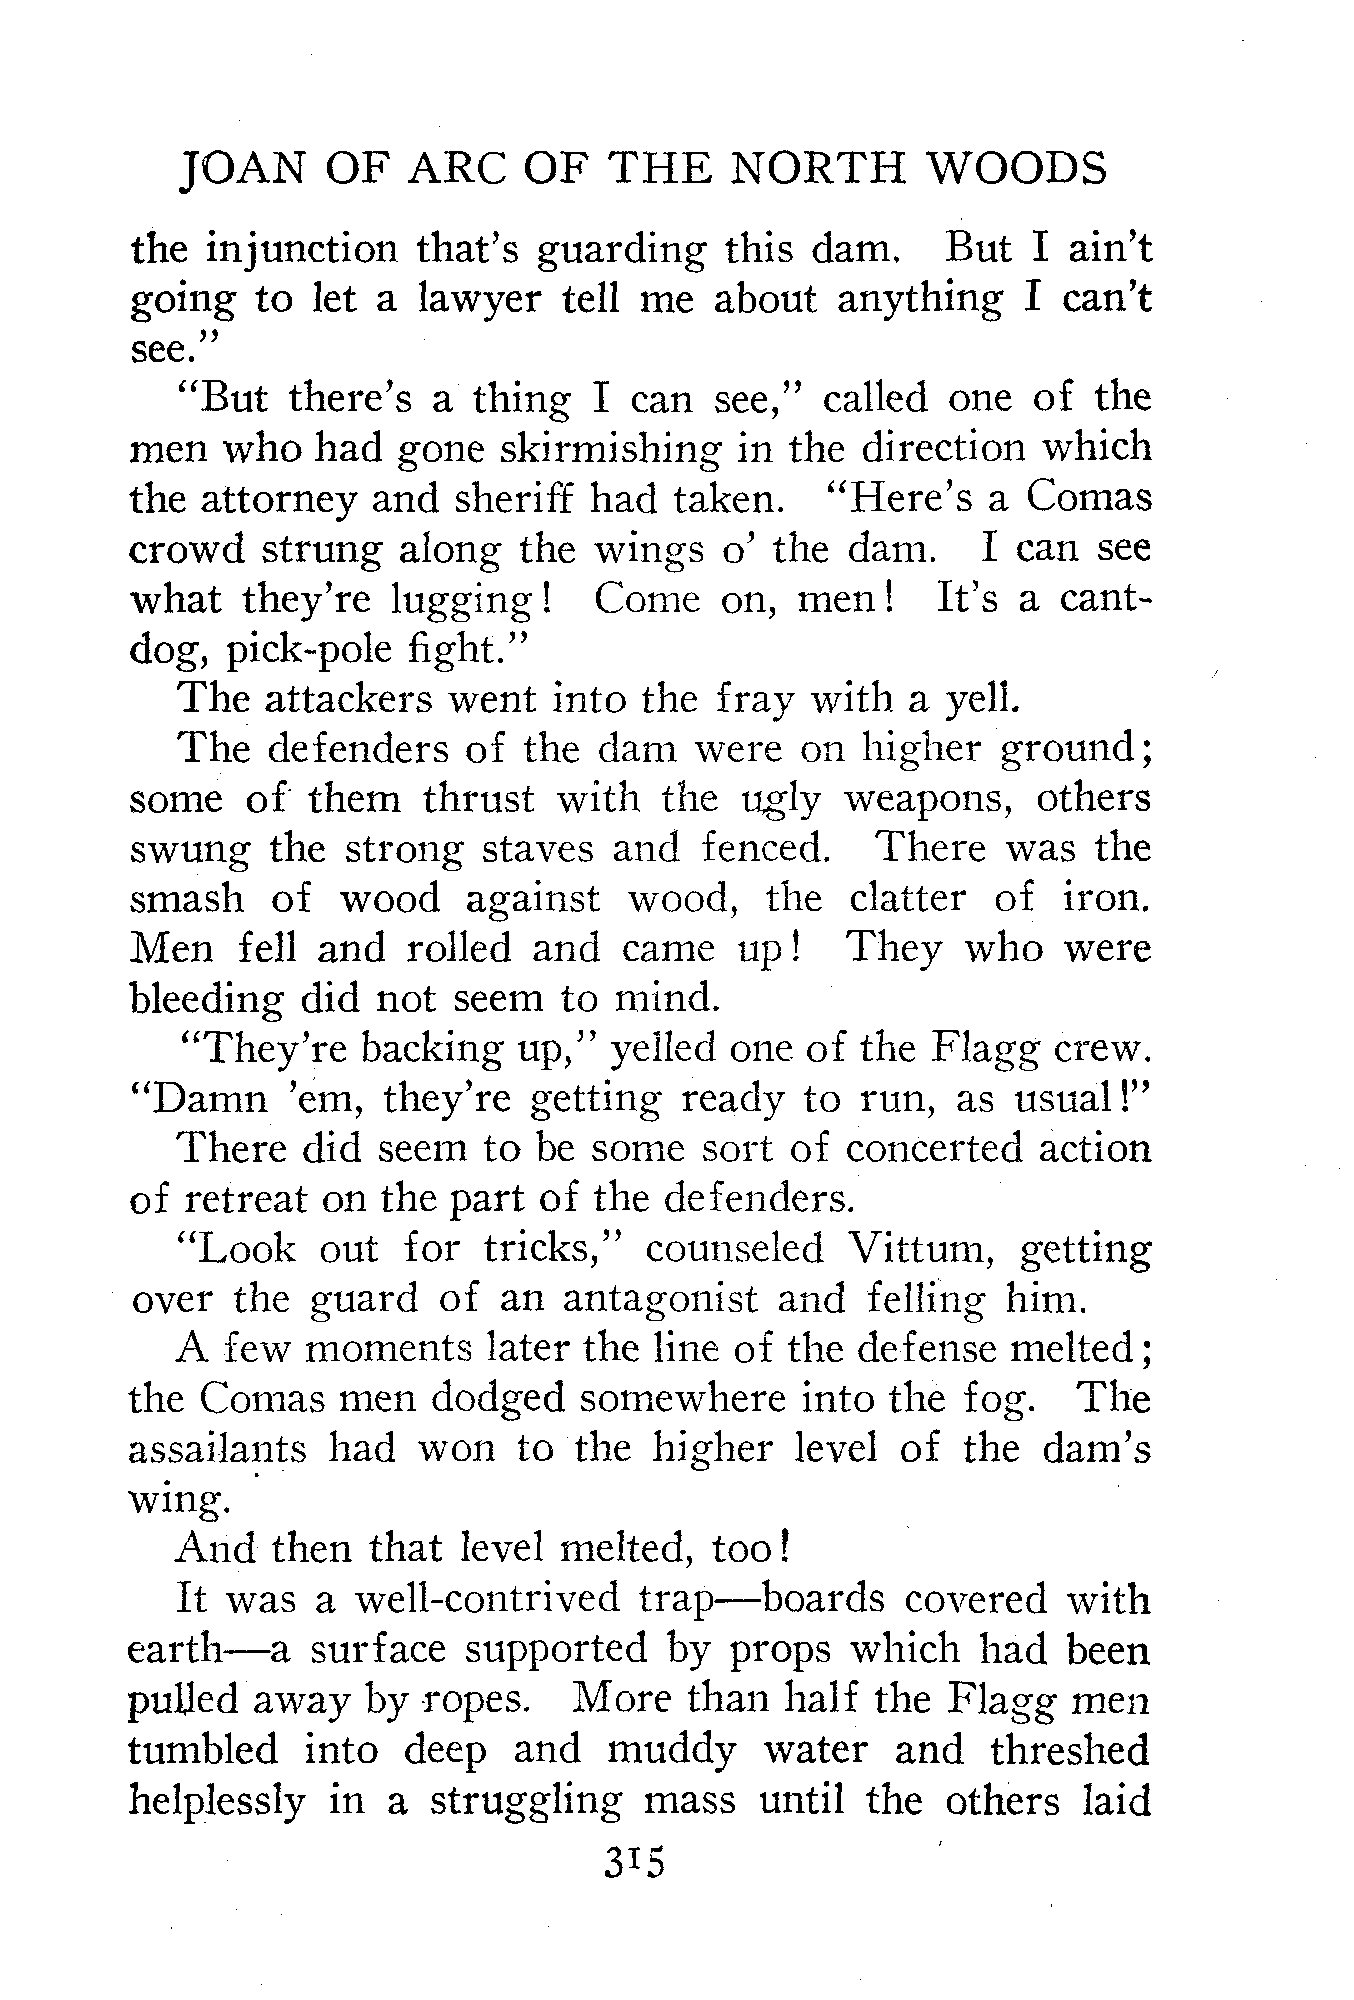 JOAN OF ARC OF THE NORTH WOODS
the injunction that's guarding this dam. But I ain't
going to let a lawyer tell me about anything I can't
see."
"But there's a thing I can see," called one of the
men who had gone skirmishing in the direction which
the attorney and sheriff had taken. "Here's a Comas
crowd strung along the wings o' the dam. I can see
what they're lugging! Come on, men! It's a cant-
dog, pick-pole fight."
The attackers went into the fray with a yell.
The defenders of the dam were on higher ground;
some of them thrust with the ugly weapons, others
swung the strong staves and fenced. There was the
smash of wood against wood, the clatter of iron.
Men fell and rolled and came up! They who were
bleeding did not seem to mind.
"They're backing up," yelled one of the Flagg crew.
"Damn 'em, they're getting ready to run, as usual!"
There did seem to be some sort of concerted action
of retreat on the part of the defenders.
"Look out for tricks," counseled Vittum, getting
over the guard of an antagonist and felling him.
A few moments later the line of the defense melted;
the Comas men dodged somewhere into the fog. The
assailants had won to the higher level of the dam's
wing.
And then that level melted, too!
It was a well-contrived trap—boards covered with
earth—a surface supported by props which had been
pulled away by ropes. More than half the Flagg men
tumbled into deep and muddy water and threshed
helplessly in a struggling mass until the others laid
315